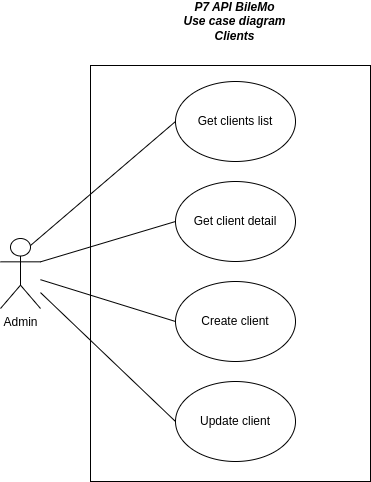 P7 API BileMo
Use case diagram
Clients
Get clients list
Get client detail
Create client
Admin
Update client